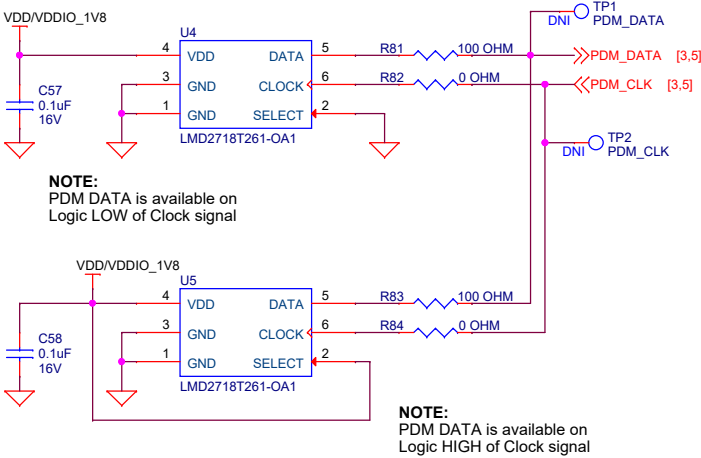 VDD/VDDIO_1V8
U4
4 VDD DATA 5 R81 100 OHM
3 GND CLOCK 6 R82 0 OHM
1 GND SELECT 2
LMD2718T261-OA1
C57
0.1uF
16V
TP1
DNI PDM_DATA
PDM_DATA [3,5]
PDM_CLK [3,5]
TP2
DNI PDM_CLK
NOTE:
PDM DATA is available on
Logic LOW of Clock signal
VDD/VDDIO_1V8
U5
4 VDD DATA 5 R83 100 OHM
3 GND CLOCK 6 R84 0 OHM
1 GND SELECT 2
LMD2718T261-OA1
C58
0.1uF
16V
NOTE:
PDM DATA is available on
Logic HIGH of Clock signal